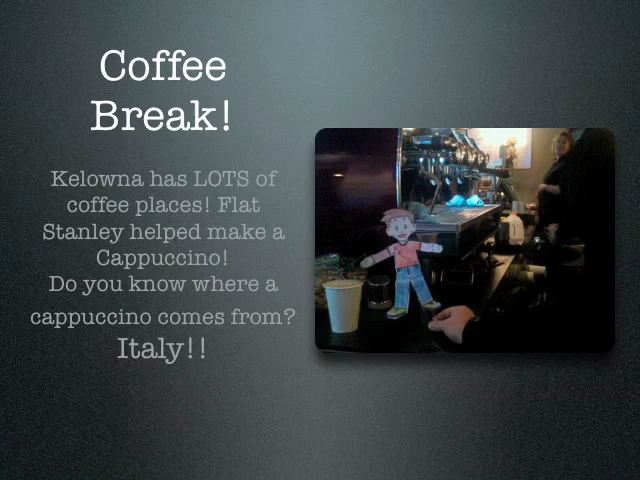 Coffee
Break!
Kelowna has LOTS of
coffee places! Flat
Stanley helped make a
Cappuccino!
Do you know where a
cappuccino comes from?
Italy!!